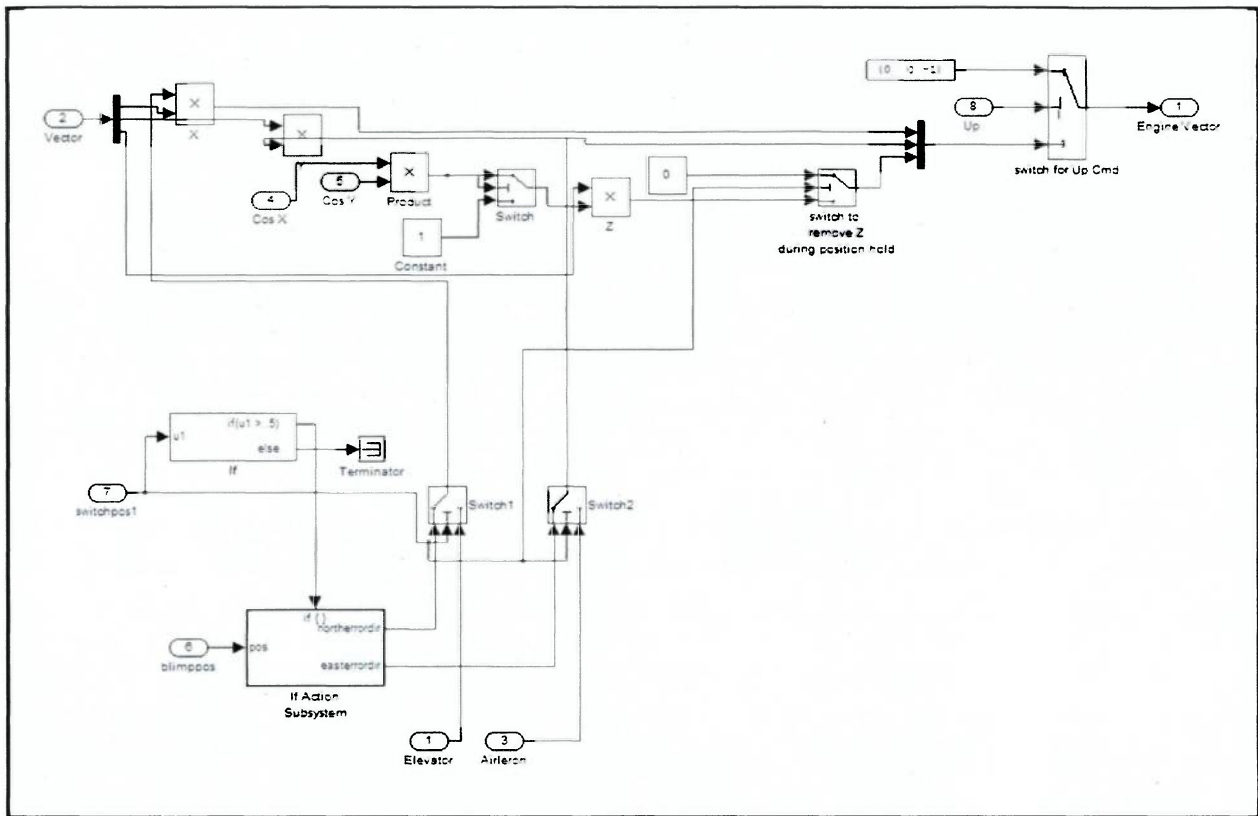 2
Vector
×
X
×
4
Cos X
5
Cos Y
×
Product
1
Constant
Switch
×
Z
0
switch to
remove Z
during position hold
8
Up
switch for Up Cmd
1
Engine Vector
u1
if(u1 > .5)
else
If
Terminator
7
switchpos1
Switch1
Switch2
6
blimppos
if { }
pos
northerrordir
easterrordir
If Action
Subsystem
1
Elevator
3
Airleron